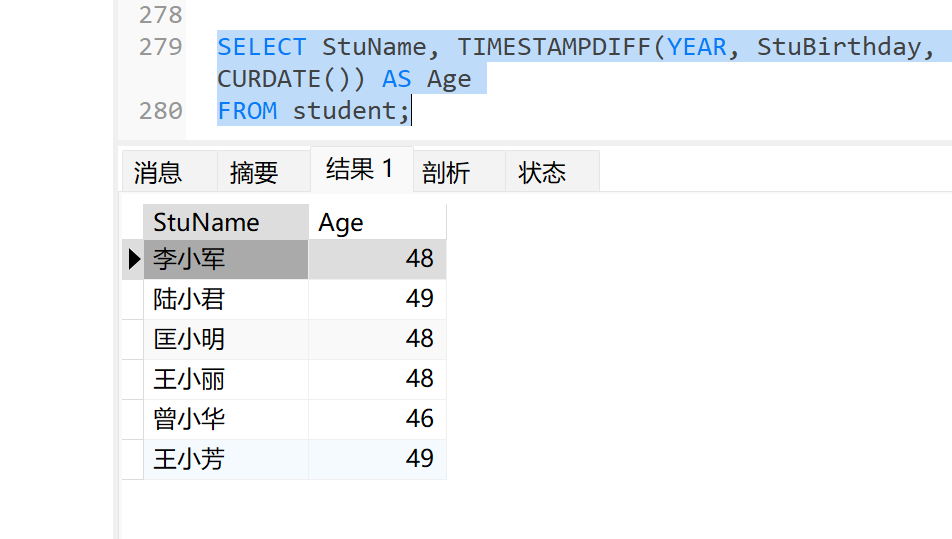 278
279 SELECT StuName, TIMESTAMPDIFF(YEAR, StuBirthday,
CURDATE()) AS Age
280 FROM student;
消息 摘要 结果 1 剖析 状态
StuName Age
李小军 48
陆小君 49
匡小明 48
王小丽 48
曾小华 46
王小芳 49